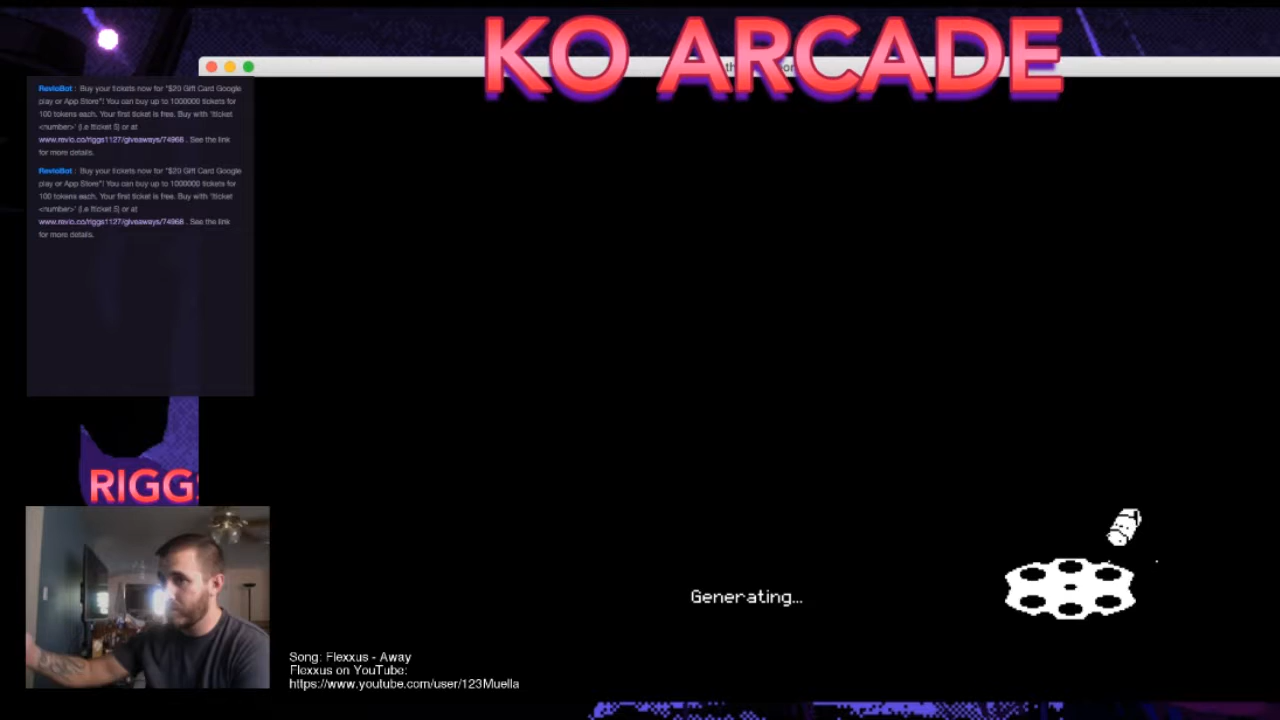 KO ARCADE
RevloBot : Buy your tickets now for "$20 Gift Card Google
play or App Store"! You can buy up to 1000000 tickets for
100 tokens each. Your first ticket is free. Buy with '!ticket
<number>' (i.e !ticket 5) or at
www.revlo.co/riggs1127/giveaways/74968 . See the link
for more details.
RevloBot : Buy your tickets now for "$20 Gift Card Google
play or App Store"! You can buy up to 1000000 tickets for
100 tokens each. Your first ticket is free. Buy with '!ticket
<number>' (i.e !ticket 5) or at
www.revlo.co/riggs1127/giveaways/74968 . See the link
for more details.
RIGGS
Generating...
Song: Flexxus - Away
Flexxus on YouTube:
https://www.youtube.com/user/123Muella